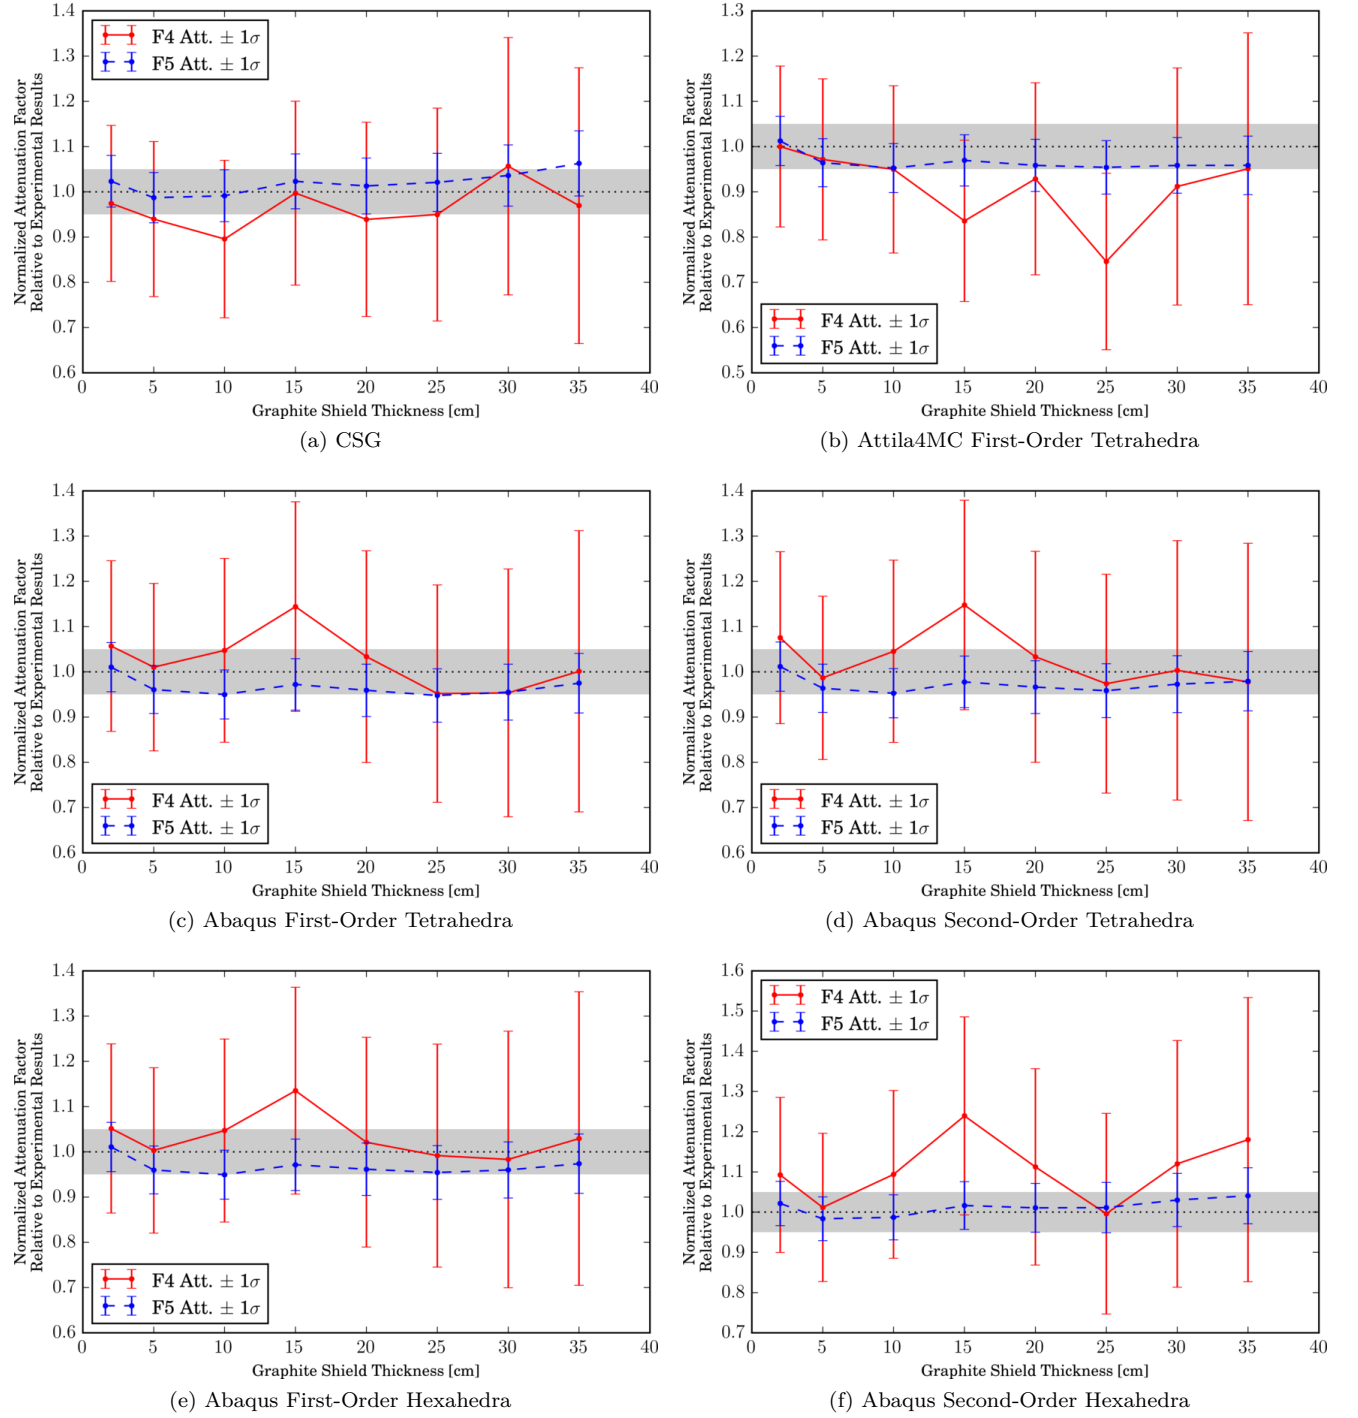 1.4
1.3
1.2
1.1
1.0
0.9
0.8
0.7
0.6
Normalized Attenuation Factor
Relative to Experimental Results
F4 Att. ± 1σ
F5 Att. ± 1σ
0 5 10 15 20 25 30 35 40
Graphite Shield Thickness [cm]
(a) CSG
1.3
1.2
1.1
1.0
0.9
0.8
0.7
0.6
0.5
Normalized Attenuation Factor
Relative to Experimental Results
F4 Att. ± 1σ
F5 Att. ± 1σ
0 5 10 15 20 25 30 35 40
Graphite Shield Thickness [cm]
(b) Attila4MC First-Order Tetrahedra
1.4
1.3
1.2
1.1
1.0
0.9
0.8
0.7
0.6
Normalized Attenuation Factor
Relative to Experimental Results
F4 Att. ± 1σ
F5 Att. ± 1σ
0 5 10 15 20 25 30 35 40
Graphite Shield Thickness [cm]
(c) Abaqus First-Order Tetrahedra
1.4
1.3
1.2
1.1
1.0
0.9
0.8
0.7
0.6
Normalized Attenuation Factor
Relative to Experimental Results
F4 Att. ± 1σ
F5 Att. ± 1σ
0 5 10 15 20 25 30 35 40
Graphite Shield Thickness [cm]
(d) Abaqus Second-Order Tetrahedra
1.4
1.3
1.2
1.1
1.0
0.9
0.8
0.7
0.6
Normalized Attenuation Factor
Relative to Experimental Results
F4 Att. ± 1σ
F5 Att. ± 1σ
0 5 10 15 20 25 30 35 40
Graphite Shield Thickness [cm]
(e) Abaqus First-Order Hexahedra
1.6
1.5
1.4
1.3
1.2
1.1
1.0
0.9
0.8
0.7
Normalized Attenuation Factor
Relative to Experimental Results
F4 Att. ± 1σ
F5 Att. ± 1σ
0 5 10 15 20 25 30 35 40
Graphite Shield Thickness [cm]
(f) Abaqus Second-Order Hexahedra